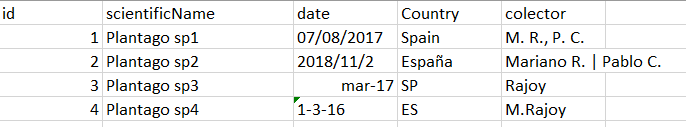 id scientificName date Country colector
1 Plantago sp1 07/08/2017 Spain M. R., P. C.
2 Plantago sp2 2018/11/2 España Mariano R. | Pablo C.
3 Plantago sp3 mar-17 SP Rajoy
4 Plantago sp4 1-3-16 ES M.Rajoy